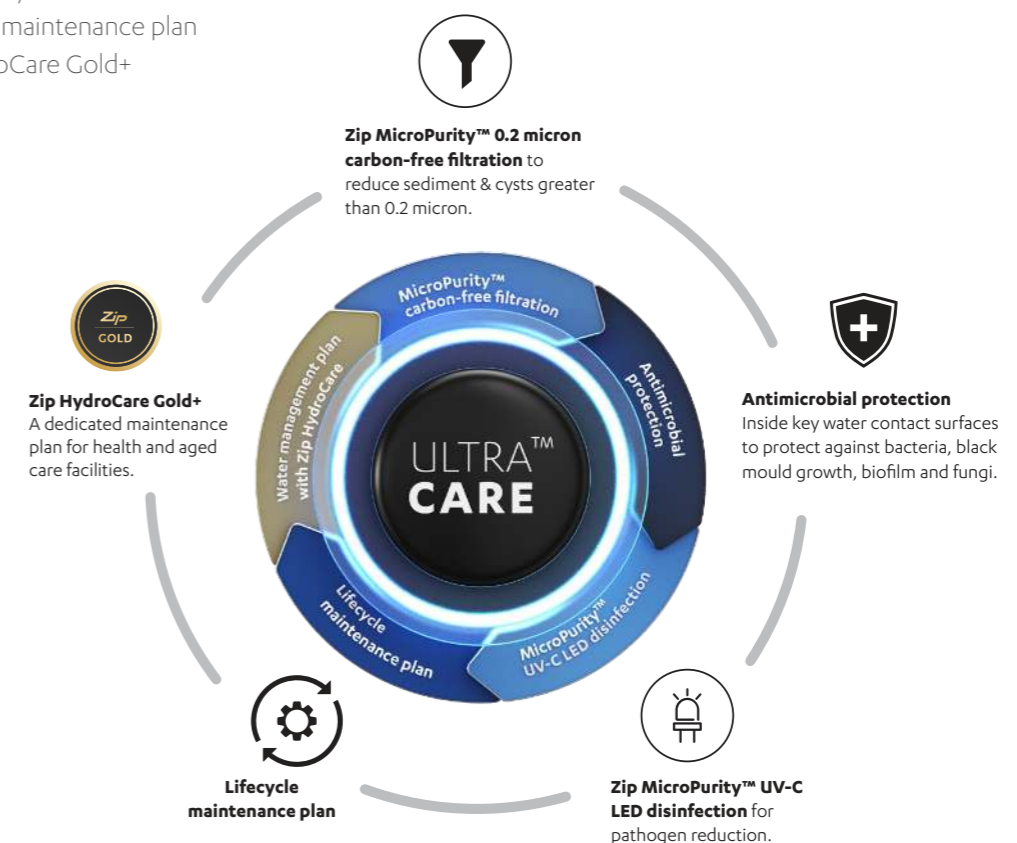 maintenance plan
Care Gold+
Zip MicroPurity™ 0.2 micron
carbon-free filtration to
reduce sediment & cysts greater
than 0.2 micron.
Zip
GOLD
Zip HydroCare Gold+
A dedicated maintenance
plan for health and aged
care facilities.
Antimicrobial protection
Inside key water contact surfaces
to protect against bacteria, black
mould growth, biofilm and fungi.
MicroPurity™
carbon-free filtration
Antimicrobial
protection
MicroPurity™
UV-C LED disinfection
Lifecycle
maintenance plan
Water management plan
with Zip HydroCare
ULTRA™
CARE
Lifecycle
maintenance plan
Zip MicroPurity™ UV-C
LED disinfection for
pathogen reduction.